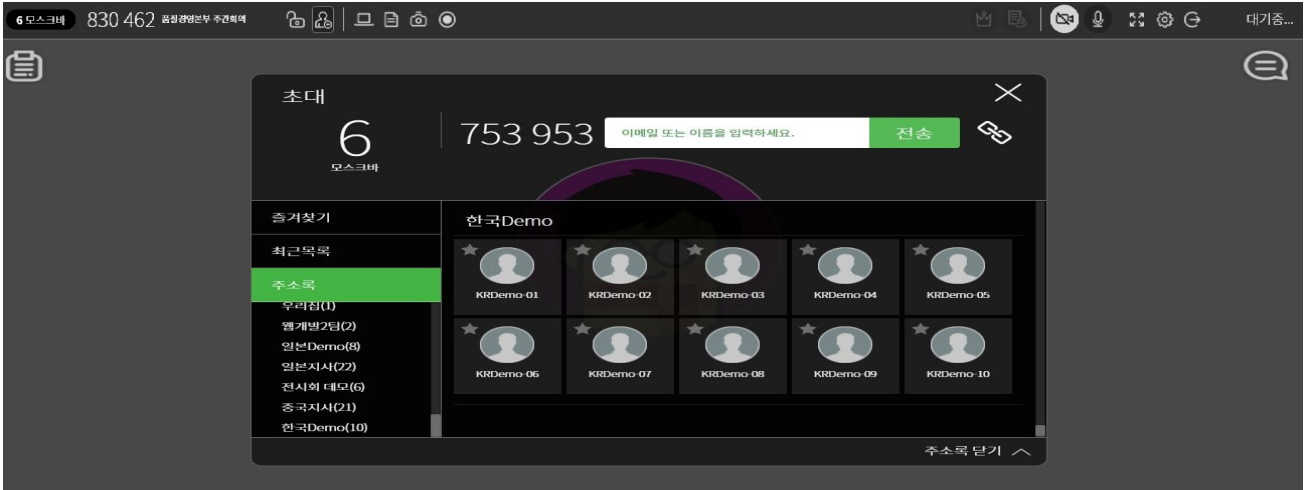 6 모스크바 830 462 품질경영본부 주간회의 대기중...
초대
6
모스크바
753 953 이메일 또는 이름을 입력하세요. 전송
즐겨찾기
최근목록
주소록
우리집(1)
웹개발2팀(2)
일본Demo(8)
일본지사(22)
전시회 데모(6)
중국지사(21)
한국Demo(10)
한국Demo
KRDemo-01 KRDemo-02 KRDemo-03 KRDemo-04 KRDemo-05
KRDemo-06 KRDemo-07 KRDemo-08 KRDemo-09 KRDemo-10
주소록 닫기